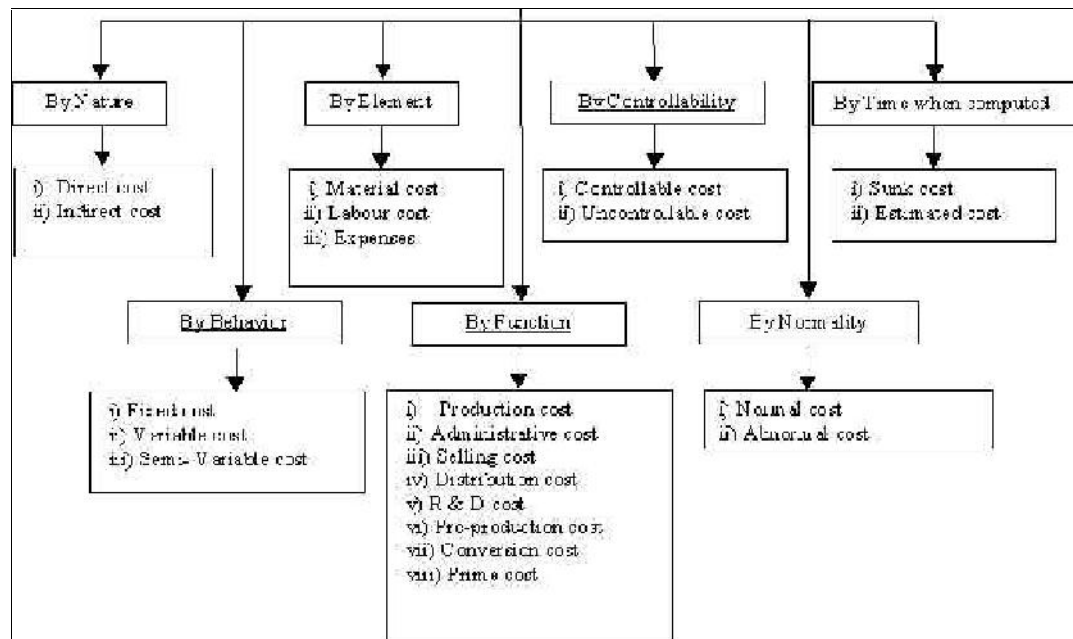 By Nature
By Element
By Controllability
By Time when computed
i) Direct cost
ii) Indirect cost
i) Material cost
ii) Labour cost
iii) Expenses
i) Controllable cost
ii) Uncontrollable cost
i) Sunk cost
ii) Estimated cost
By Behavior
By Function
By Normality
i) Fixed cost
ii) Variable cost
iii) Semi-Variable cost
i) Production cost
ii) Administrative cost
iii) Selling cost
iv) Distribution cost
v) R & D cost
vi) Pre-production cost
vii) Conversion cost
viii) Prime cost
i) Normal cost
ii) Abnormal cost